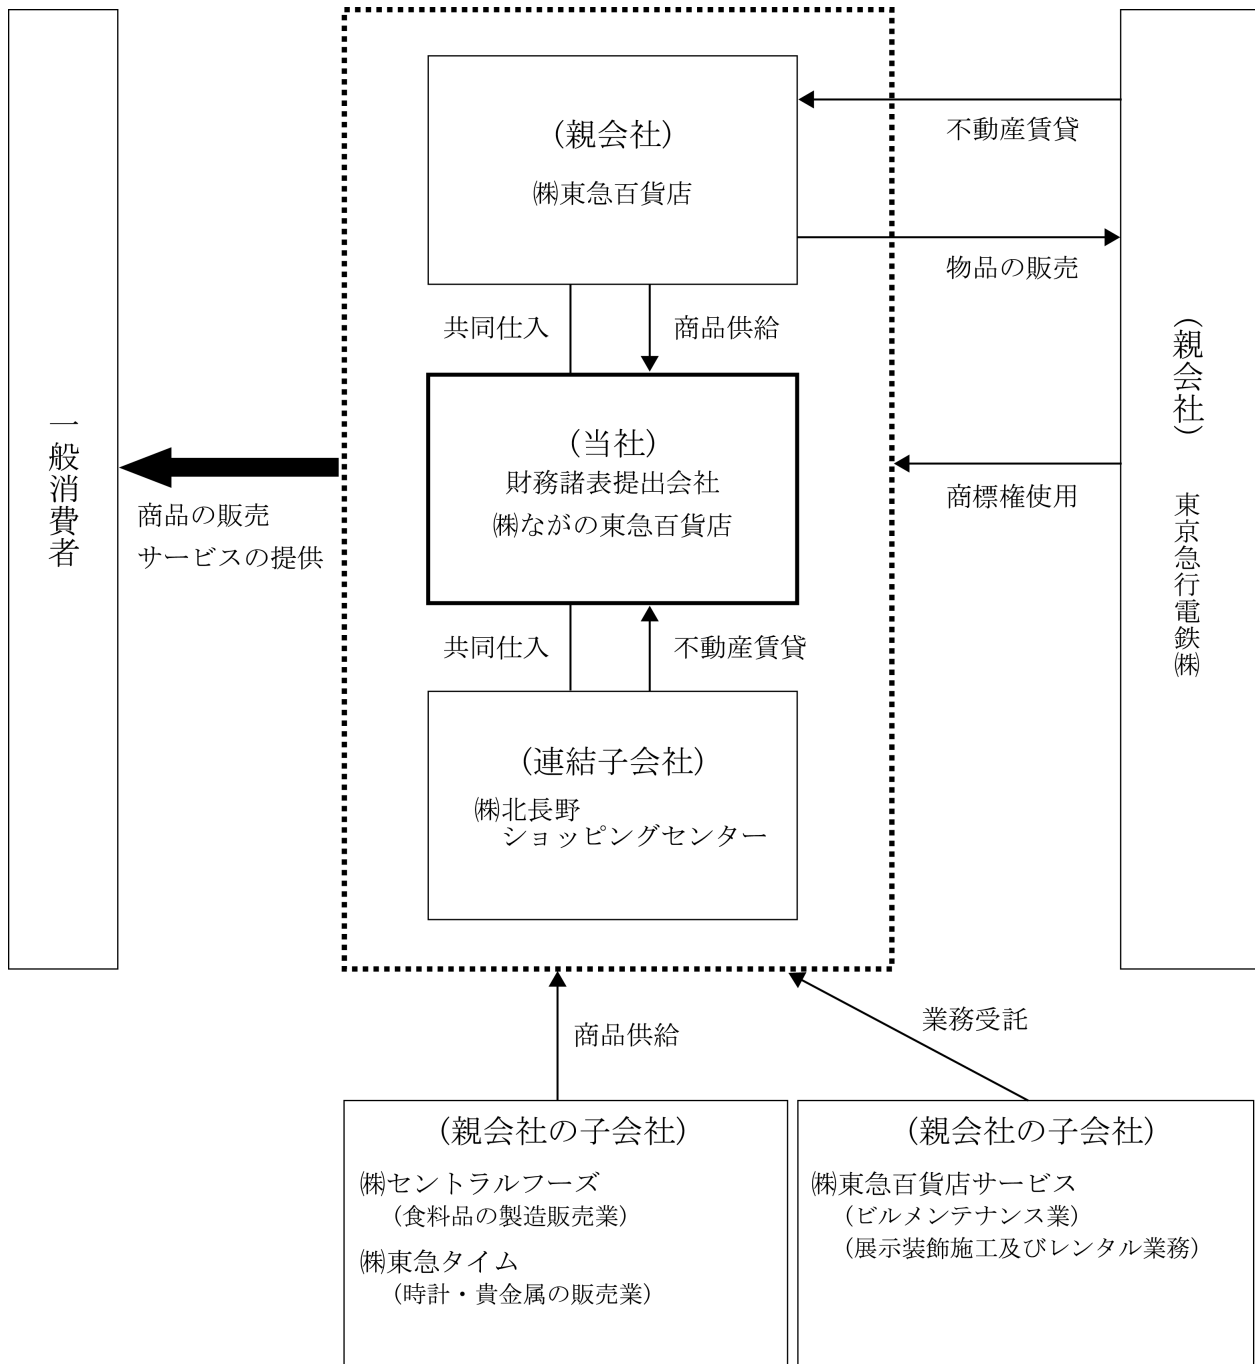 (親会社)
㈱東急百貨店
不動産賃貸
物品の販売
共同仕入
商品供給
(親会社) 東京急行電鉄㈱
一般消費者
(当社)
財務諸表提出会社
㈱ながの東急百貨店
商標権使用
商品の販売
サービスの提供
共同仕入
不動産賃貸
(連結子会社)
㈱北長野
ショッピングセンター
商品供給
業務受託
(親会社の子会社)
㈱セントラルフーズ
(食料品の製造販売業)
㈱東急タイム
(時計・貴金属の販売業)
(親会社の子会社)
㈱東急百貨店サービス
(ビルメンテナンス業)
(展示装飾施工及びレンタル業務)